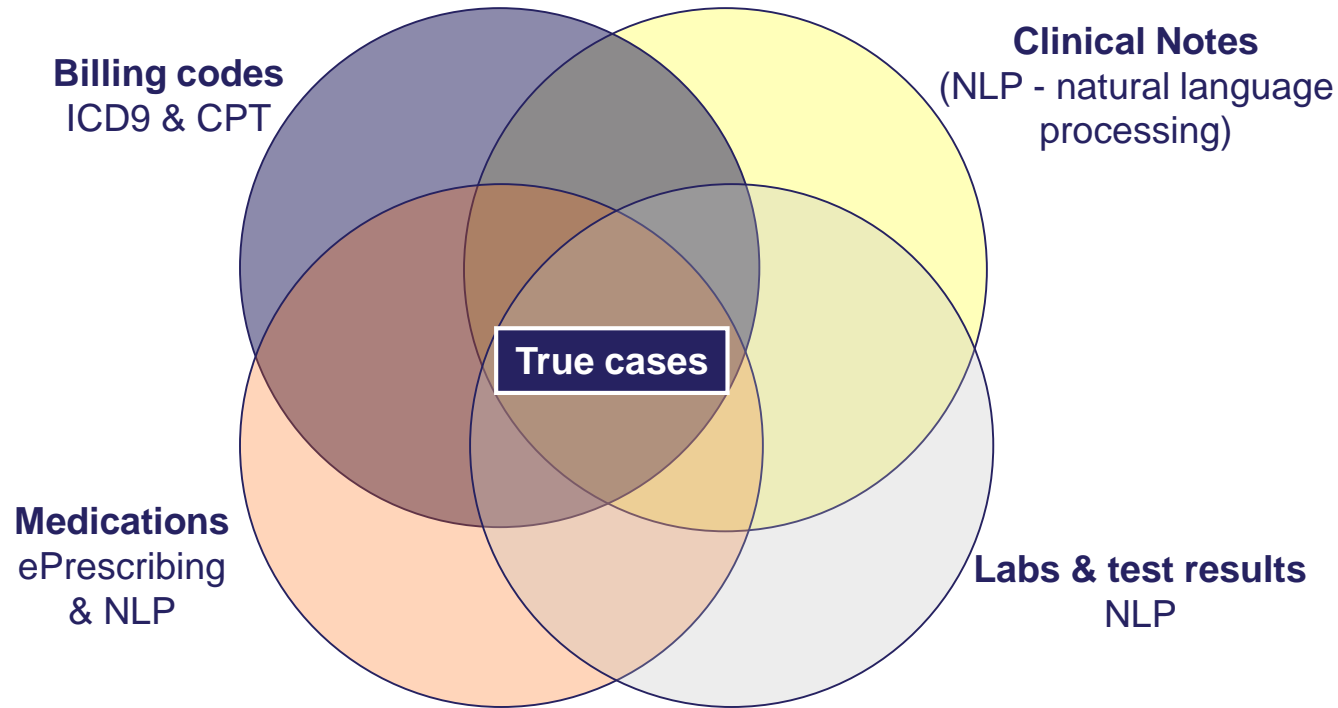 Billing codes
ICD9 & CPT
Clinical Notes
(NLP - natural language
processing)
True cases
Medications
ePrescribing
& NLP
Labs & test results
NLP